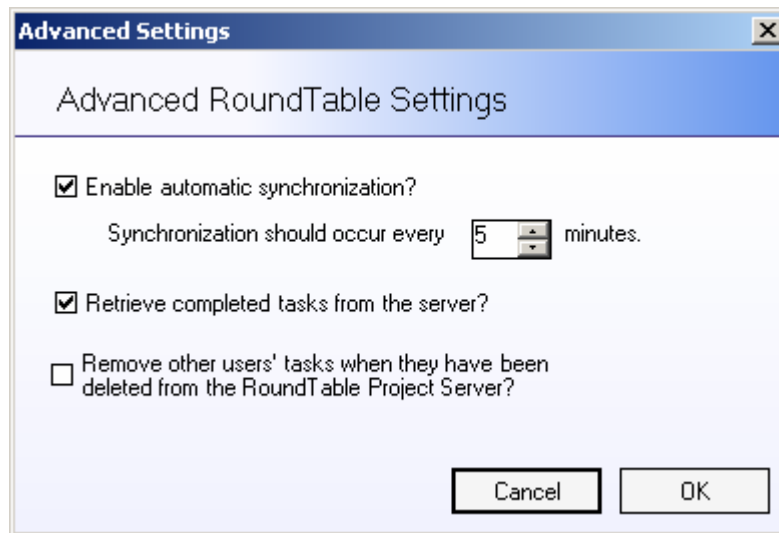 Advanced Settings
Advanced RoundTable Settings
Enable automatic synchronization?
Synchronization should occur every 5 minutes.
Retrieve completed tasks from the server?
Remove other users' tasks when they have been
deleted from the RoundTable Project Server?
Cancel OK